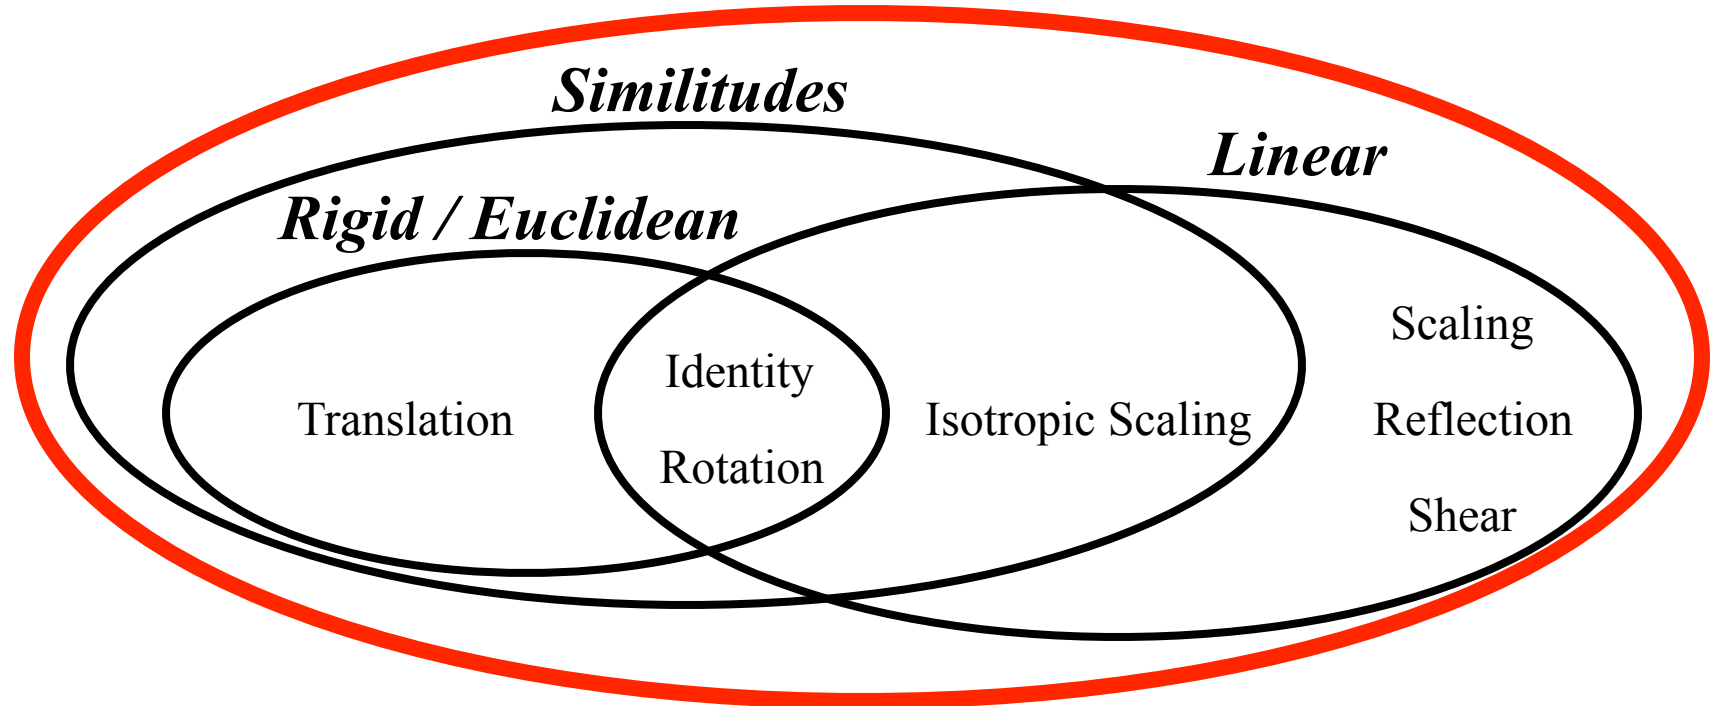 Similitudes
Linear
Rigid / Euclidean
Scaling
Identity
Translation
Isotropic Scaling
Reflection
Rotation
Shear